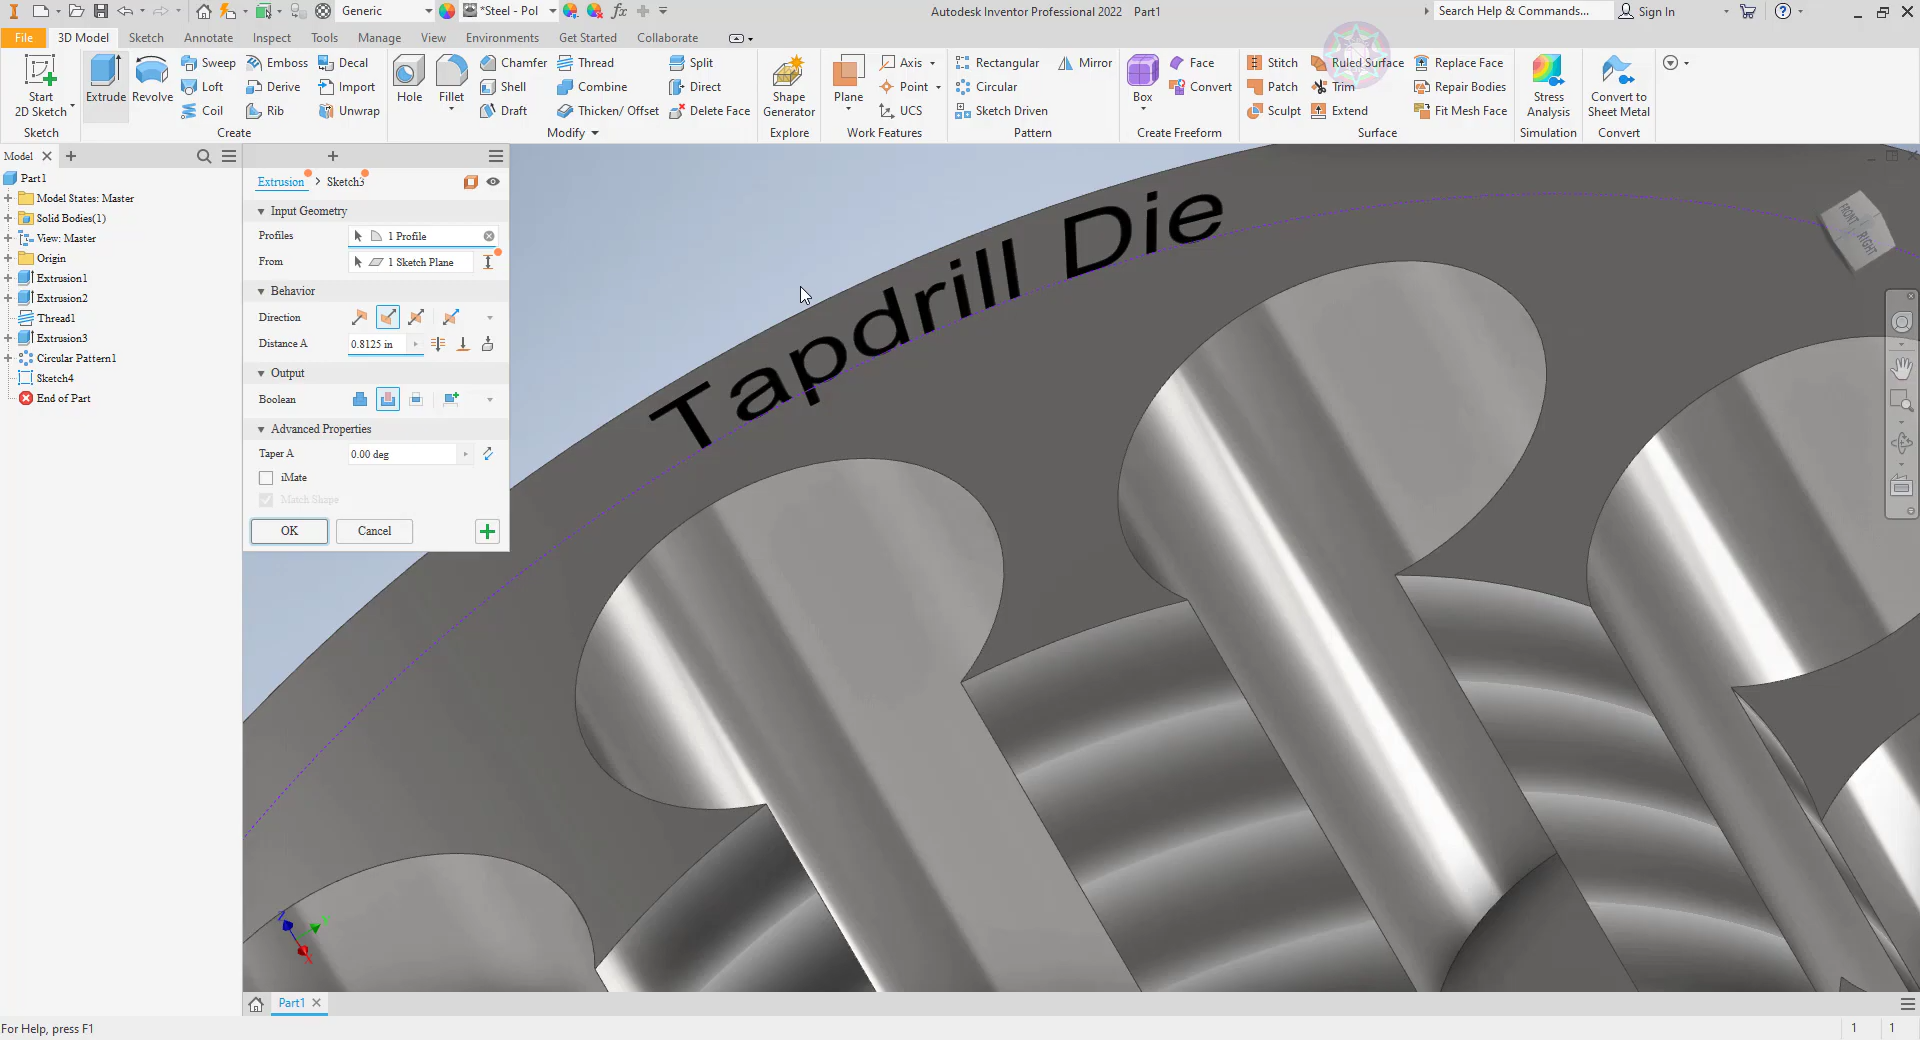 Generic
*Steel - Pol
fx
Autodesk Inventor Professional 2022 Part1
Search Help & Commands...
Sign In
File
3D Model
Sketch
Annotate
Inspect
Tools
Manage
View
Environments
Get Started
Collaborate
Start
2D Sketch
Sketch
Extrude
Revolve
Sweep
Loft
Coil
Emboss
Derive
Rib
Decal
Import
Unwrap
Create
Hole
Fillet
Chamfer
Shell
Draft
Thread
Combine
Thicken/ Offset
Split
Direct
Delete Face
Modify
Shape
Generator
Explore
Plane
Axis
Point
UCS
Work Features
Rectangular
Circular
Sketch Driven
Mirror
Pattern
Box
Face
Convert
Create Freeform
Stitch
Patch
Sculpt
Ruled Surface
Trim
Extend
Replace Face
Repair Bodies
Fit Mesh Face
Surface
Stress
Analysis
Simulation
Convert to
Sheet Metal
Convert
Model
Part1
Model States: Master
Solid Bodies(1)
View: Master
Origin
Extrusion1
Extrusion2
Thread1
Extrusion3
Circular Pattern1
Sketch4
End of Part
Extrusion
Sketch3
Input Geometry
Profiles
1 Profile
From
1 Sketch Plane
Behavior
Direction
Distance A
0.8125 in
Output
Boolean
Advanced Properties
Taper A
0.00 deg
iMate
Match Shape
OK
Cancel
Tapdrill Die
FRONT
RIGHT
Z
Y
X
Part1
For Help, press F1
1
1